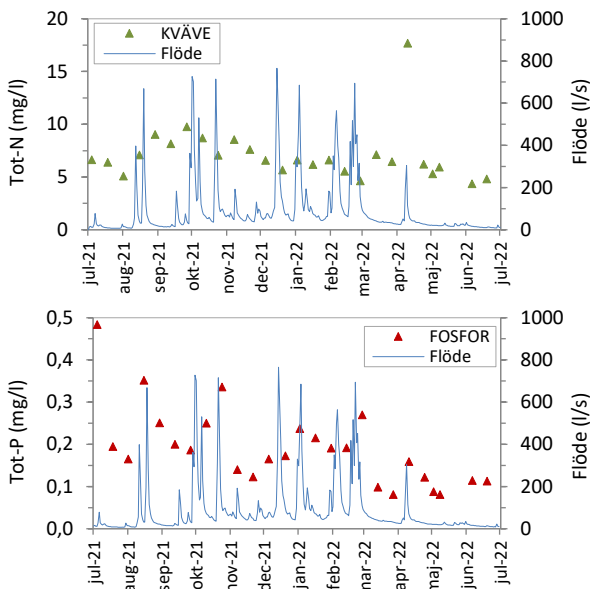 20
15
10
5
0
Tot-N (mg/l)
KVÄVE
Flöde
1000
800
600
400
200
0
Flöde (l/s)
jul-21
aug-21
sep-21
okt-21
nov-21
dec-21
jan-22
feb-22
mar-22
apr-22
maj-22
jun-22
jul-22
0,5
0,4
0,3
0,2
0,1
0,0
Tot-P (mg/l)
FOSFOR
Flöde
1000
800
600
400
200
0
Flöde (l/s)
jul-21
aug-21
sep-21
okt-21
nov-21
dec-21
jan-22
feb-22
mar-22
apr-22
maj-22
jun-22
jul-22